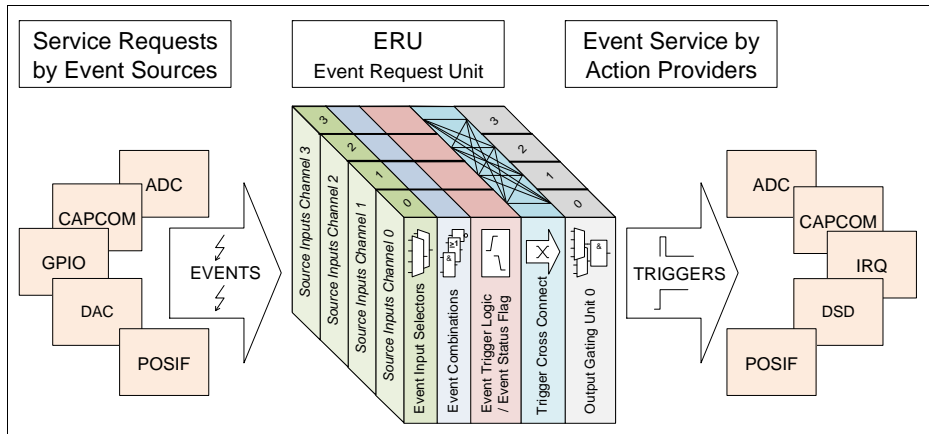 Service Requests
by Event Sources
ERU
Event Request Unit
Event Service by
Action Providers
ADC
CAPCOM
GPIO
DAC
POSIF
EVENTS
3
2
1
0
Source Inputs Channel 3
Source Inputs Channel 2
Source Inputs Channel 1
Source Inputs Channel 0
Event Input Selectors
Event Combinations
Event Trigger Logic
/ Event Status Flag
Trigger Cross Connect
Output Gating Unit 0
≥1
&
&
3
2
1
0
TRIGGERS
ADC
CAPCOM
IRQ
DSD
POSIF